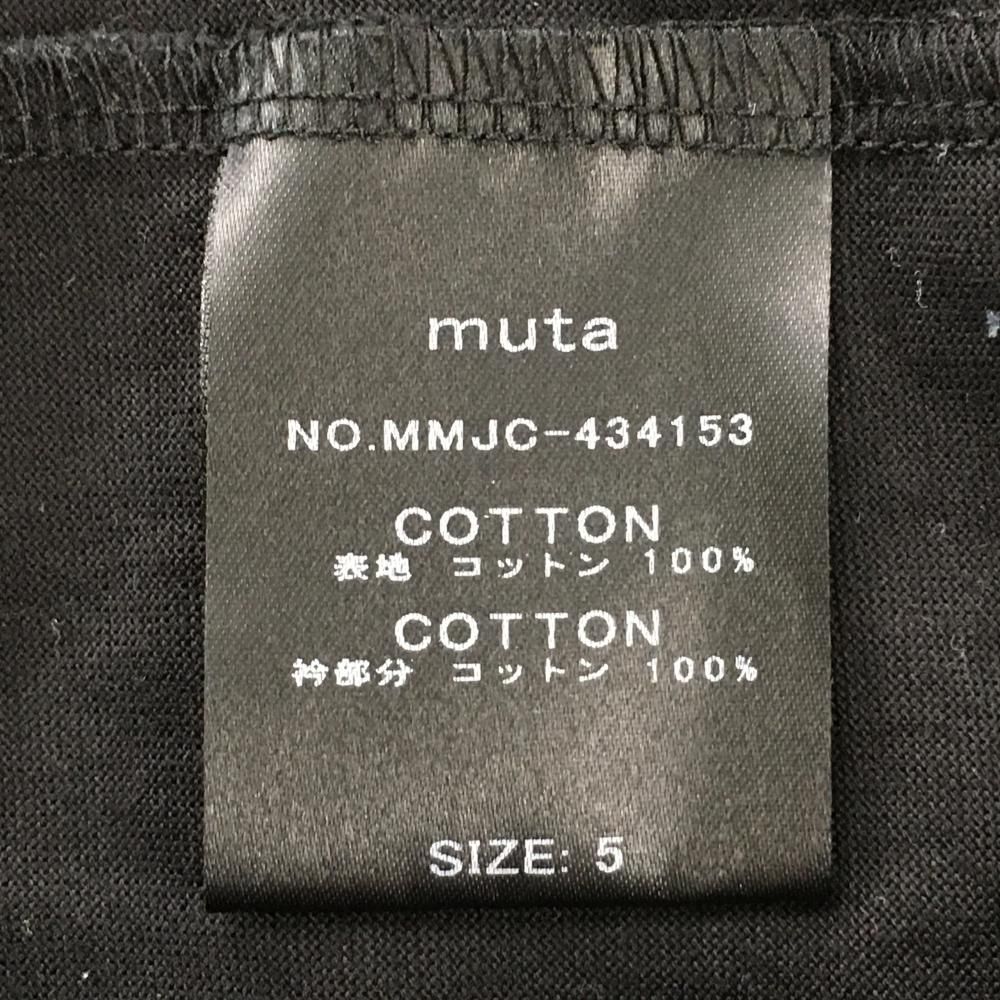 muta
NO.MMJC-434153
COTTON
表地 コットン 100%
COTTON
衿部分 コットン 100%
SIZE: 5